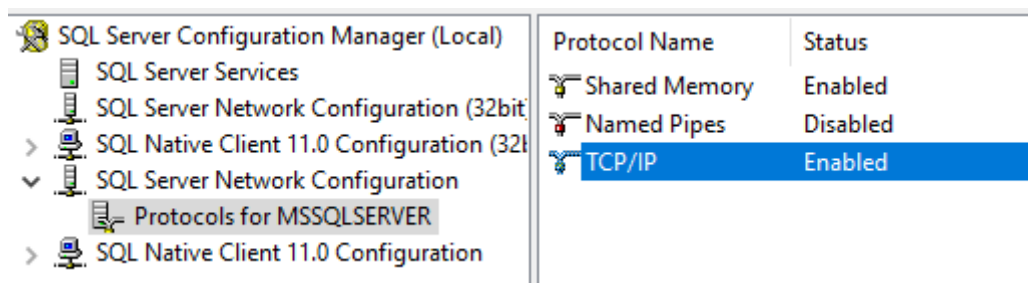 SQL Server Configuration Manager (Local)
SQL Server Services
SQL Server Network Configuration (32bit
SQL Native Client 11.0 Configuration (32
SQL Server Network Configuration
Protocols for MSSQLSERVER
SQL Native Client 11.0 Configuration
Protocol Name Status
Shared Memory Enabled
Named Pipes Disabled
TCP/IP Enabled